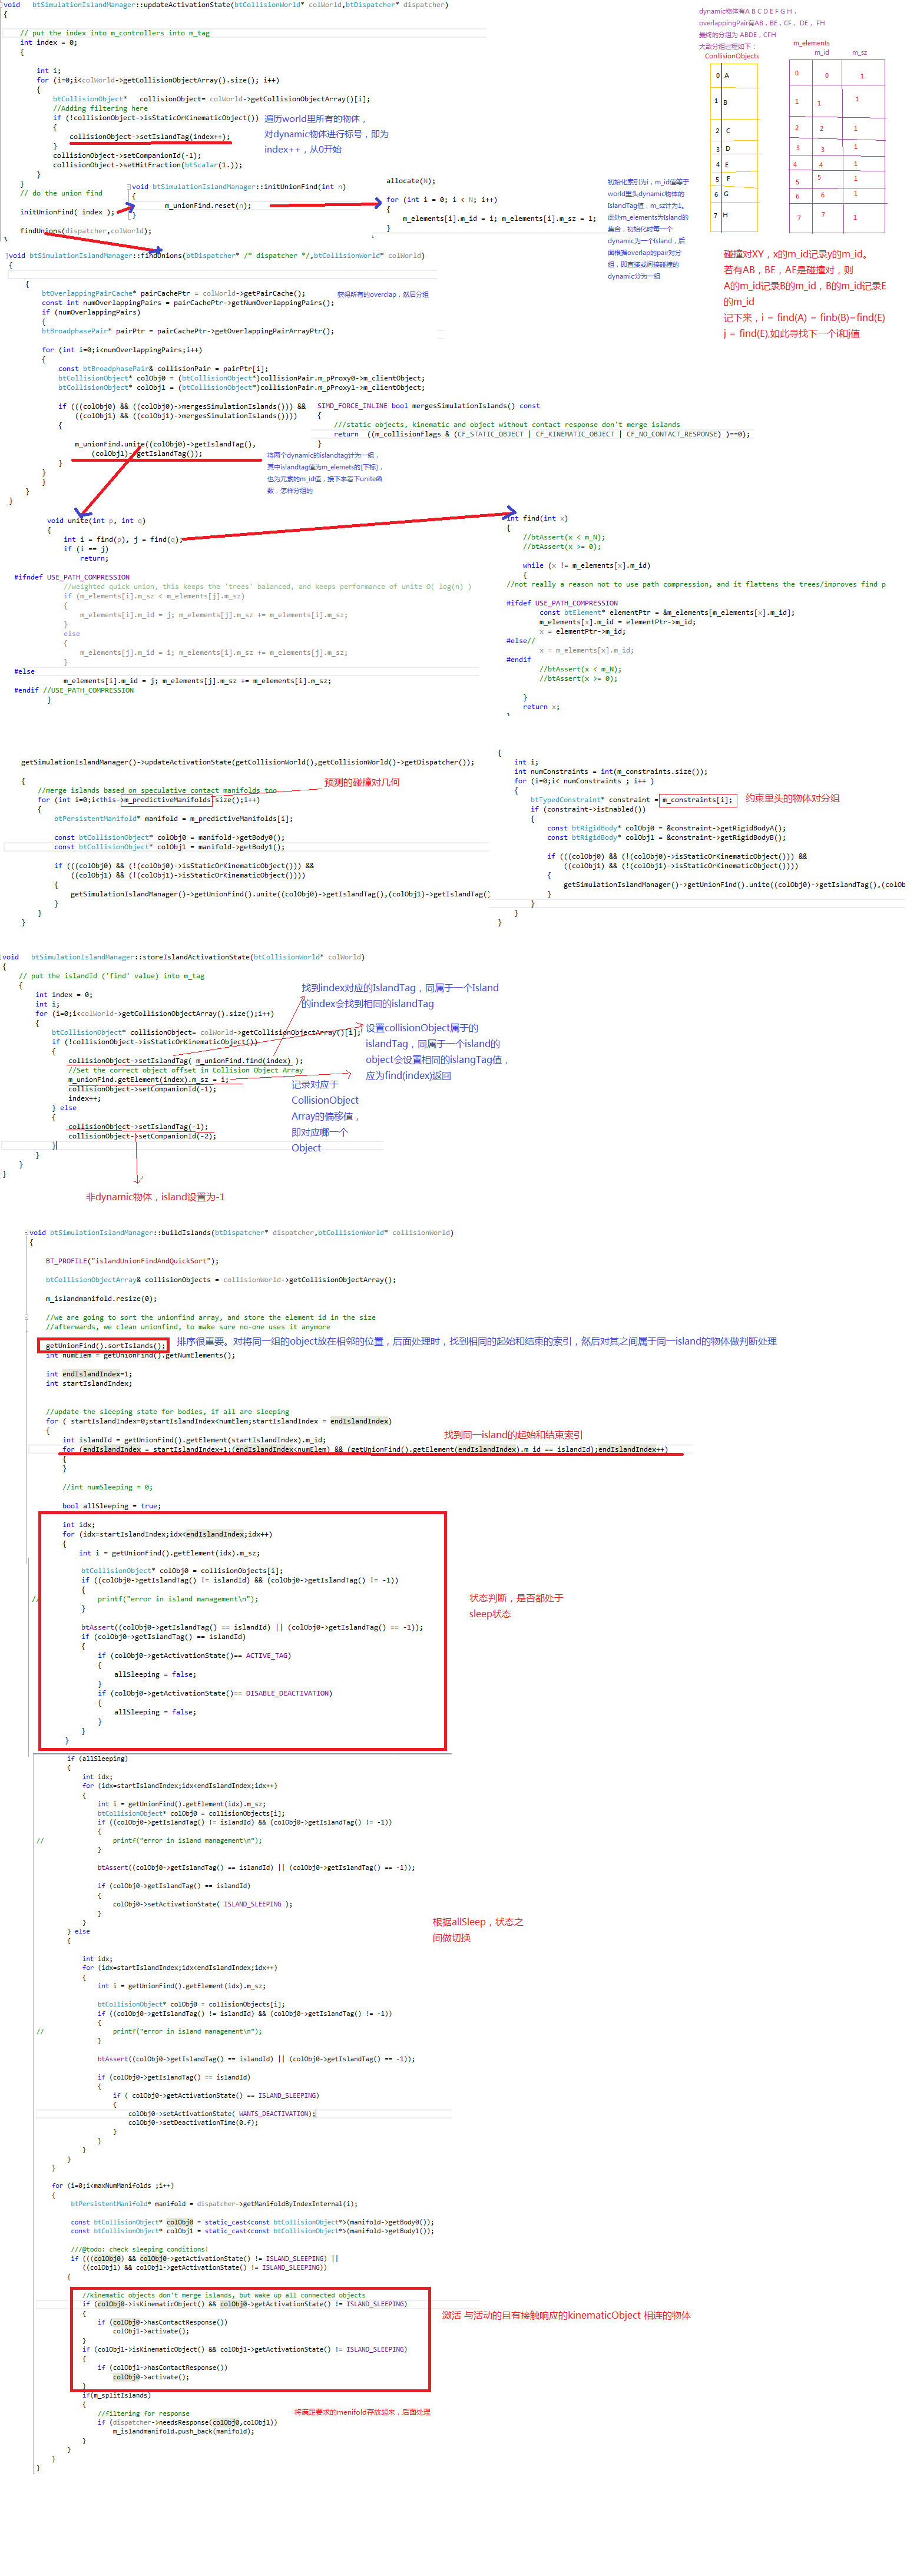 void   btSimulationIslandManager::updateActivationState(btCollisionWorld* colWorld,btDispatcher* dispatcher)
{
// put the index into m_controllers into m_tag
int index = 0;
{
int i;
for (i=0;i<colWorld->getCollisionObjectArray().size(); i++)
{
btCollisionObject*   collisionObject= colWorld->getCollisionObjectArray()[i];
//Adding filtering here
if (!collisionObject->isStaticOrKinematicObject())
{
collisionObject->setIslandTag(index++);
}
collisionObject->setCompanionId(-1);
collisionObject->setHitFraction(btScalar(1.));
}
}
// do the union find
initUnionFind( index );
findUnions(dispatcher,colWorld);
遍历world里所有的物体，
对dynamic物体进行标号，即为
index++，从0开始
void btSimulationIslandManager::initUnionFind(int n)
{
m_unionFind.reset(n);
}
allocate(N);
for (int i = 0; i < N; i++)
{
m_elements[i].m_id = i; m_elements[i].m_sz = 1;
}
初始化索引为i，m_id值等于
world里头dynamic物体的
IslandTag值，m_sz计为1。
此处m_elements为Island的
集合，初始化时每一个
dynamic为一个Island，后
面根据overlap的pair对分
组，即直接或间接碰撞的
dynamic分为一组
dynamic物体有A B C D E F G H，
overlappingPair有AB，BE，CF， DE， FH
最终的分组为 ABDE，CFH
大致分组过程如下：
ConllisionObjects
0 A
1 B
2 C
3 D
4 E
5 F
6 G
7 H
m_elements
m_id m_sz
0 0 1
1 1 1
2 2 1
3 3 1
4 4 1
5 5 1
6 6 1
7 7 1
碰撞对XY，x的m_id记录y的m_id。
若有AB，BE，AE是碰撞对，则
A的m_id记录B的m_id，B的m_id记录E
的m_id
记下来，i = find(A) = finb(B)=find(E)
j = find(E),如此寻找下一个i和j值
void btSimulationIslandManager::findUnions(btDispatcher* /* dispatcher */,btCollisionWorld* colWorld)
{
{
btOverlappingPairCache* pairCachePtr = colWorld->getPairCache();
const int numOverlappingPairs = pairCachePtr->getNumOverlappingPairs();
if (numOverlappingPairs)
{
btBroadphasePair* pairPtr = pairCachePtr->getOverlappingPairArrayPtr();
for (int i=0;i<numOverlappingPairs;i++)
{
const btBroadphasePair& collisionPair = pairPtr[i];
btCollisionObject* colObj0 = (btCollisionObject*)collisionPair.m_pProxy0->m_clientObject;
btCollisionObject* colObj1 = (btCollisionObject*)collisionPair.m_pProxy1->m_clientObject;
if (((colObj0) && ((colObj0)->mergesSimulationIslands())) &&
((colObj1) && ((colObj1)->mergesSimulationIslands())))
{
m_unionFind.unite((colObj0)->getIslandTag(),
(colObj1)->getIslandTag());
}
}
}
}
}
获得所有的overclap，然后分组
SIMD_FORCE_INLINE bool mergesSimulationIslands() const
{
///static objects, kinematic and object without contact response don't merge islands
return  ((m_collisionFlags & (CF_STATIC_OBJECT | CF_KINEMATIC_OBJECT | CF_NO_CONTACT_RESPONSE) )==0);
}
将两个dynamic的islandtag计为一组，
其中islandtag值为m_elemets的[下标]，
也为元素的m_id值，接下来看下unite函
数，怎样分组的
void unite(int p, int q)
{
int i = find(p), j = find(q);
if (i == j)
return;
#ifndef USE_PATH_COMPRESSION
//weighted quick union, this keeps the 'trees' balanced, and keeps performance of unite O( log(n) )
if (m_elements[i].m_sz < m_elements[j].m_sz)
{
m_elements[i].m_id = j; m_elements[j].m_sz += m_elements[i].m_sz;
}
else
{
m_elements[j].m_id = i; m_elements[i].m_sz += m_elements[j].m_sz;
}
#else
m_elements[i].m_id = j; m_elements[j].m_sz += m_elements[i].m_sz;
#endif //USE_PATH_COMPRESSION
}
int find(int x)
{
//btAssert(x < m_N);
//btAssert(x >= 0);
while (x != m_elements[x].m_id)
{
//not really a reason not to use path compression, and it flattens the trees/improves find p
#ifdef USE_PATH_COMPRESSION
const btElement* elementPtr = &m_elements[m_elements[x].m_id];
m_elements[x].m_id = elementPtr->m_id;
x = elementPtr->m_id;
#else//
x = m_elements[x].m_id;
#endif
//btAssert(x < m_N);
//btAssert(x >= 0);
}
return x;
getSimulationIslandManager()->updateActivationState(getCollisionWorld(),getCollisionWorld()->getDispatcher());
{
//merge islands based on speculative contact manifolds too
for (int i=0;i<this->m_predictiveManifolds.size();i++)
{
btPersistentManifold* manifold = m_predictiveManifolds[i];
const btCollisionObject* colObj0 = manifold->getBody0();
const btCollisionObject* colObj1 = manifold->getBody1();
if (((colObj0) && (!(colObj0)->isStaticOrKinematicObject())) &&
((colObj1) && (!(colObj1)->isStaticOrKinematicObject())))
{
getSimulationIslandManager()->getUnionFind().unite((colObj0)->getIslandTag(),(colObj1)->getIslandTag()
}
}
}
预测的碰撞对几何
{
int i;
int numConstraints = int(m_constraints.size());
for (i=0;i< numConstraints ; i++ )
{
btTypedConstraint* constraint = m_constraints[i];
if (constraint->isEnabled())
{
const btRigidBody* colObj0 = &constraint->getRigidBodyA();
const btRigidBody* colObj1 = &constraint->getRigidBodyB();
if (((colObj0) && (!(colObj0)->isStaticOrKinematicObject())) &&
((colObj1) && (!(colObj1)->isStaticOrKinematicObject())))
{
getSimulationIslandManager()->getUnionFind().unite((colObj0)->getIslandTag(),(colOb
}
}
}
}
约束里头的物体对分组
void   btSimulationIslandManager::storeIslandActivationState(btCollisionWorld* colWorld)
{
// put the islandId ('find' value) into m_tag
{
int index = 0;
int i;
for (i=0;i<colWorld->getCollisionObjectArray().size();i++)
{
btCollisionObject* collisionObject= colWorld->getCollisionObjectArray()[i];
if (!collisionObject->isStaticOrKinematicObject())
{
collisionObject->setIslandTag( m_unionFind.find(index) );
//Set the correct object offset in Collision Object Array
m_unionFind.getElement(index).m_sz = i;
collisionObject->setCompanionId(-1);
index++;
} else
{
collisionObject->setIslandTag(-1);
collisionObject->setCompanionId(-2);
}
}
}
}
找到index对应的IslandTag，同属于一个Island
的index会找到相同的islandTag
设置collisionObject属于的
islandTag，同属于一个island的
object会设置相同的islangTag值，
应为find(index)返回
记录对应于
CollisionObject
Array的偏移值，
即对应哪一个
Object
非dynamic物体，island设置为-1
void btSimulationIslandManager::buildIslands(btDispatcher* dispatcher,btCollisionWorld* collisionWorld)
{
BT_PROFILE("islandUnionFindAndQuickSort");
btCollisionObjectArray& collisionObjects = collisionWorld->getCollisionObjectArray();
m_islandmanifold.resize(0);
//we are going to sort the unionfind array, and store the element id in the size
//afterwards, we clean unionfind, to make sure no-one uses it anymore
getUnionFind().sortIslands();
int numElem = getUnionFind().getNumElements();
排序很重要。对将同一组的object放在相邻的位置，后面处理时，找到相同的起始和结束的索引，然后对其之间属于同一island的物体做判断处理
int endIslandIndex=1;
int startIslandIndex;
//update the sleeping state for bodies, if all are sleeping
for ( startIslandIndex=0;startIslandIndex<numElem;startIslandIndex = endIslandIndex)
{
int islandId = getUnionFind().getElement(startIslandIndex).m_id;
for (endIslandIndex = startIslandIndex+1;(endIslandIndex<numElem) && (getUnionFind().getElement(endIslandIndex).m_id == islandId);endIslandIndex++)
{
}
找到同一island的起始和结束索引
//int numSleeping = 0;
bool allSleeping = true;
int idx;
for (idx=startIslandIndex;idx<endIslandIndex;idx++)
{
int i = getUnionFind().getElement(idx).m_sz;
btCollisionObject* colObj0 = collisionObjects[i];
if ((colObj0->getIslandTag() != islandId) && (colObj0->getIslandTag() != -1))
{
// printf("error in island management\n");
}
btAssert((colObj0->getIslandTag() == islandId) || (colObj0->getIslandTag() == -1));
if (colObj0->getIslandTag() == islandId)
{
if (colObj0->getActivationState()== ACTIVE_TAG)
{
allSleeping = false;
}
if (colObj0->getActivationState()== DISABLE_DEACTIVATION)
{
allSleeping = false;
}
}
}
状态判断，是否都处于
sleep状态
if (allSleeping)
{
int idx;
for (idx=startIslandIndex;idx<endIslandIndex;idx++)
{
int i = getUnionFind().getElement(idx).m_sz;
btCollisionObject* colObj0 = collisionObjects[i];
if ((colObj0->getIslandTag() != islandId) && (colObj0->getIslandTag() != -1))
{
// printf("error in island management\n");
}
btAssert((colObj0->getIslandTag() == islandId) || (colObj0->getIslandTag() == -1));
if (colObj0->getIslandTag() == islandId)
{
colObj0->setActivationState( ISLAND_SLEEPING );
}
}
} else
{
根据allSleep，状态之
间做切换
int idx;
for (idx=startIslandIndex;idx<endIslandIndex;idx++)
{
int i = getUnionFind().getElement(idx).m_sz;
btCollisionObject* colObj0 = collisionObjects[i];
if ((colObj0->getIslandTag() != islandId) && (colObj0->getIslandTag() != -1))
{
// printf("error in island management\n");
}
btAssert((colObj0->getIslandTag() == islandId) || (colObj0->getIslandTag() == -1));
if (colObj0->getIslandTag() == islandId)
{
if ( colObj0->getActivationState() == ISLAND_SLEEPING)
{
colObj0->setActivationState( WANTS_DEACTIVATION);
colObj0->setDeactivationTime(0.f);
}
}
}
}
}
for (i=0;i<maxNumManifolds ;i++)
{
btPersistentManifold* manifold = dispatcher->getManifoldByIndexInternal(i);
const btCollisionObject* colObj0 = static_cast<const btCollisionObject*>(manifold->getBody0());
const btCollisionObject* colObj1 = static_cast<const btCollisionObject*>(manifold->getBody1());
///@todo: check sleeping conditions!
if (((colObj0) && colObj0->getActivationState() != ISLAND_SLEEPING) ||
((colObj1) && colObj1->getActivationState() != ISLAND_SLEEPING))
{
//kinematic objects don't merge islands, but wake up all connected objects
if (colObj0->isKinematicObject() && colObj0->getActivationState() != ISLAND_SLEEPING)
{
if (colObj0->hasContactResponse())
colObj1->activate();
}
if (colObj1->isKinematicObject() && colObj1->getActivationState() != ISLAND_SLEEPING)
{
if (colObj1->hasContactResponse())
colObj0->activate();
}
激活 与活动的且有接触响应的kinematicObject 相连的物体
if(m_splitIslands)
{
//filtering for response
if (dispatcher->needsResponse(colObj0,colObj1))
m_islandmanifold.push_back(manifold);
}
}
}
}
将满足要求的menifold存放起来，后面处理